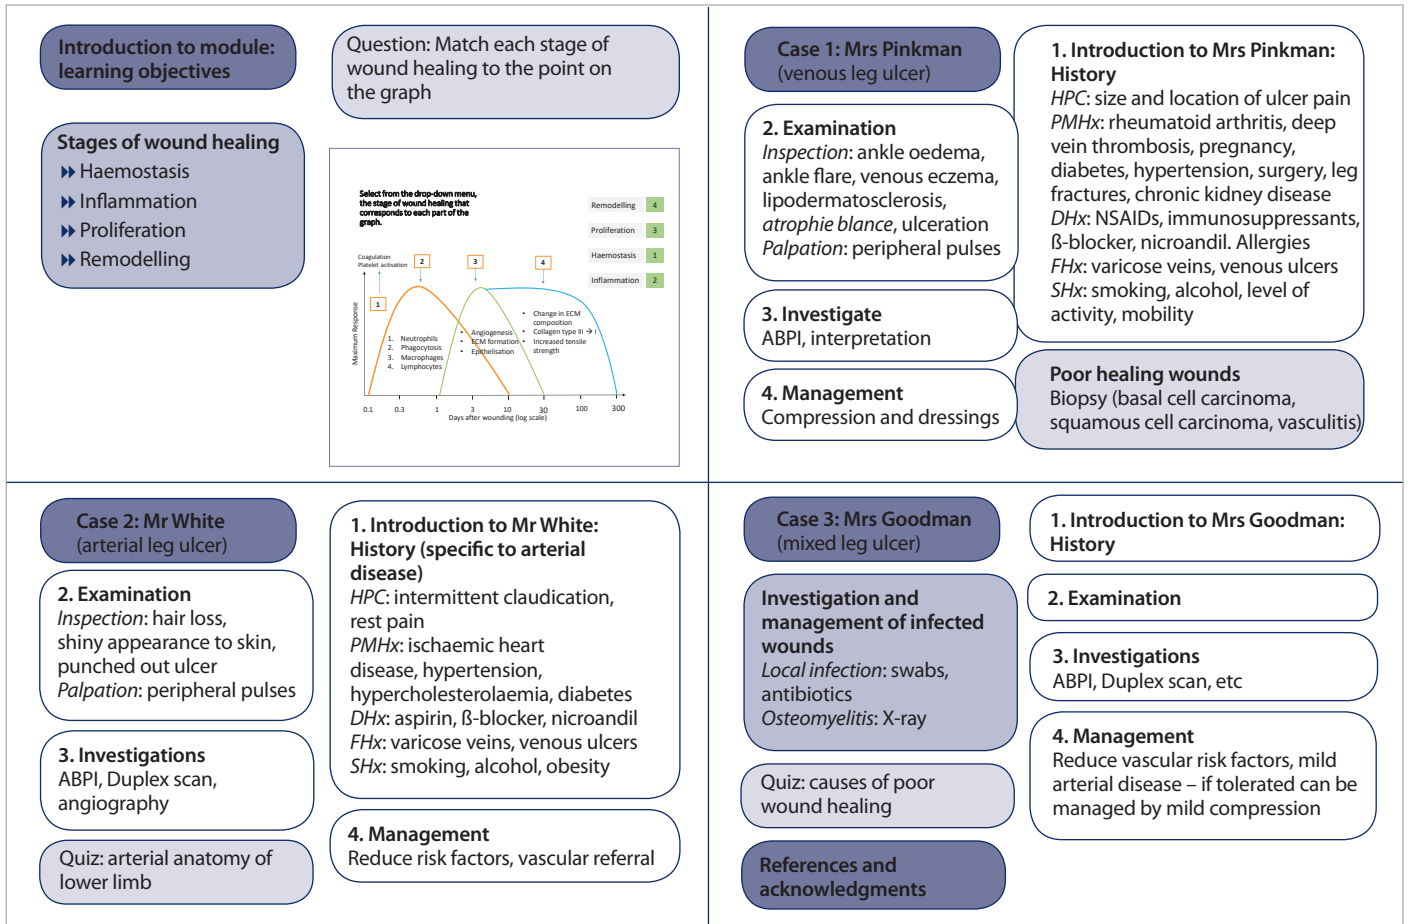 Introduction to module:
learning objectives
Stages of wound healing
Haemostasis
Inflammation
Proliferation
Remodelling
Question: Match each stage of
wound healing to the point on
the graph
Select from the drop-down menu,
the stage of wound healing that
corresponds to each part of the
graph.
Remodelling 4
Proliferation 3
Haemostasis 1
Inflammation 2
Coagulation
Platelet activation
1
2
3
4
Maximum Response
1. Neutrophils
2. Phagocytosis
3. Macrophages
4. Lymphocytes
• Angiogenesis
• ECM formation
• Epithelisation
• Change in ECM
composition
• Collagen type III → I
• Increased tensile
strength
0.1 0.3 1 3 10 30 100 300
Days after wounding (log scale)
Case 1: Mrs Pinkman
(venous leg ulcer)
1. Introduction to Mrs Pinkman:
History
HPC: size and location of ulcer pain
PMHx: rheumatoid arthritis, deep
vein thrombosis, pregnancy,
diabetes, hypertension, surgery, leg
fractures, chronic kidney disease
DHx: NSAIDs, immunosuppressants,
ß-blocker, nicroandil. Allergies
FHx: varicose veins, venous ulcers
SHx: smoking, alcohol, level of
activity, mobility
2. Examination
Inspection: ankle oedema,
ankle flare, venous eczema,
lipodermatosclerosis,
atrophie blance, ulceration
Palpation: peripheral pulses
3. Investigate
ABPI, interpretation
4. Management
Compression and dressings
Poor healing wounds
Biopsy (basal cell carcinoma,
squamous cell carcinoma, vasculitis)
Case 2: Mr White
(arterial leg ulcer)
1. Introduction to Mr White:
History (specific to arterial
disease)
HPC: intermittent claudication,
rest pain
PMHx: ischaemic heart
disease, hypertension,
hypercholesterolaemia, diabetes
DHx: aspirin, ß-blocker, nicroandil
FHx: varicose veins, venous ulcers
SHx: smoking, alcohol, obesity
2. Examination
Inspection: hair loss,
shiny appearance to skin,
punched out ulcer
Palpation: peripheral pulses
3. Investigations
ABPI, Duplex scan,
angiography
4. Management
Reduce risk factors, vascular referral
Quiz: arterial anatomy of
lower limb
Case 3: Mrs Goodman
(mixed leg ulcer)
1. Introduction to Mrs Goodman:
History
2. Examination
3. Investigations
ABPI, Duplex scan, etc
4. Management
Reduce vascular risk factors, mild
arterial disease – if tolerated can be
managed by mild compression
Investigation and
management of infected
wounds
Local infection: swabs,
antibiotics
Osteomyelitis: X-ray
Quiz: causes of poor
wound healing
References and
acknowledgments